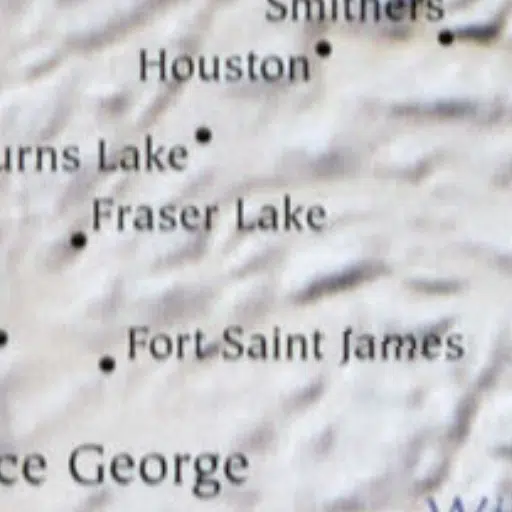 Smithers
Houston
urns Lake
Fraser Lake
Fort Saint James
ce George